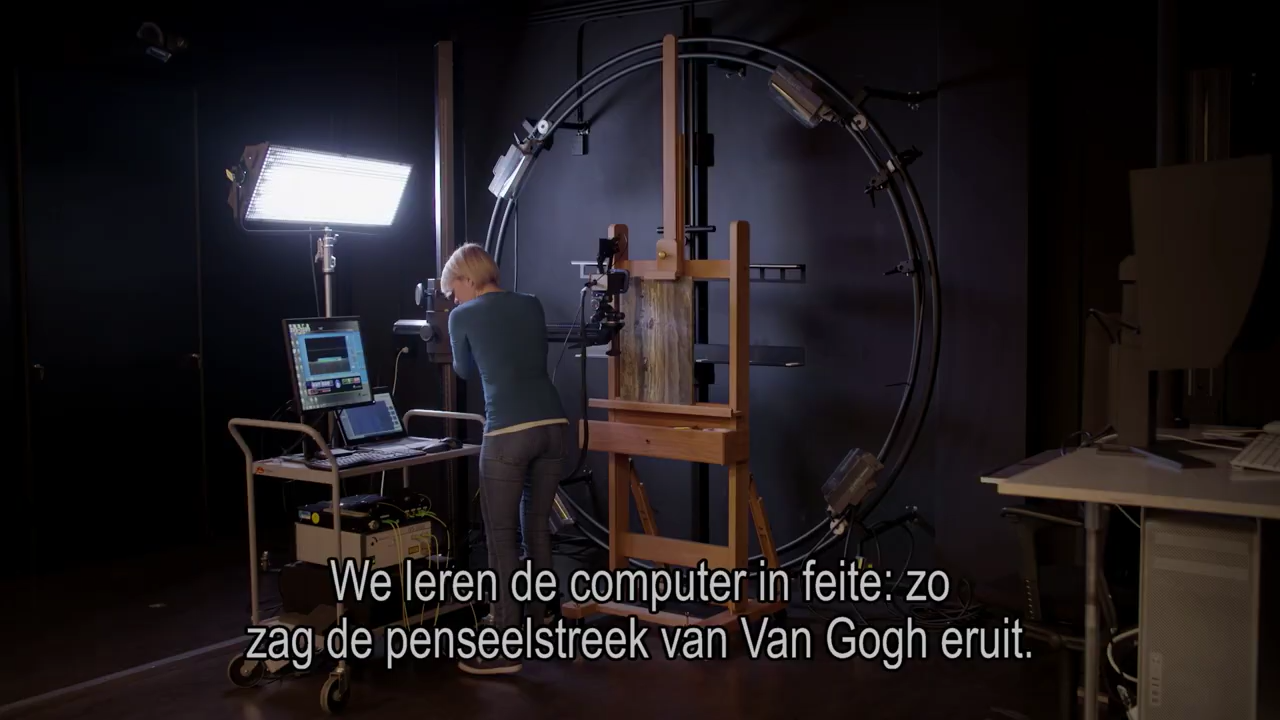 We leren de computer in feite: zo
zag de penseelstreek van Van Gogh eruit.